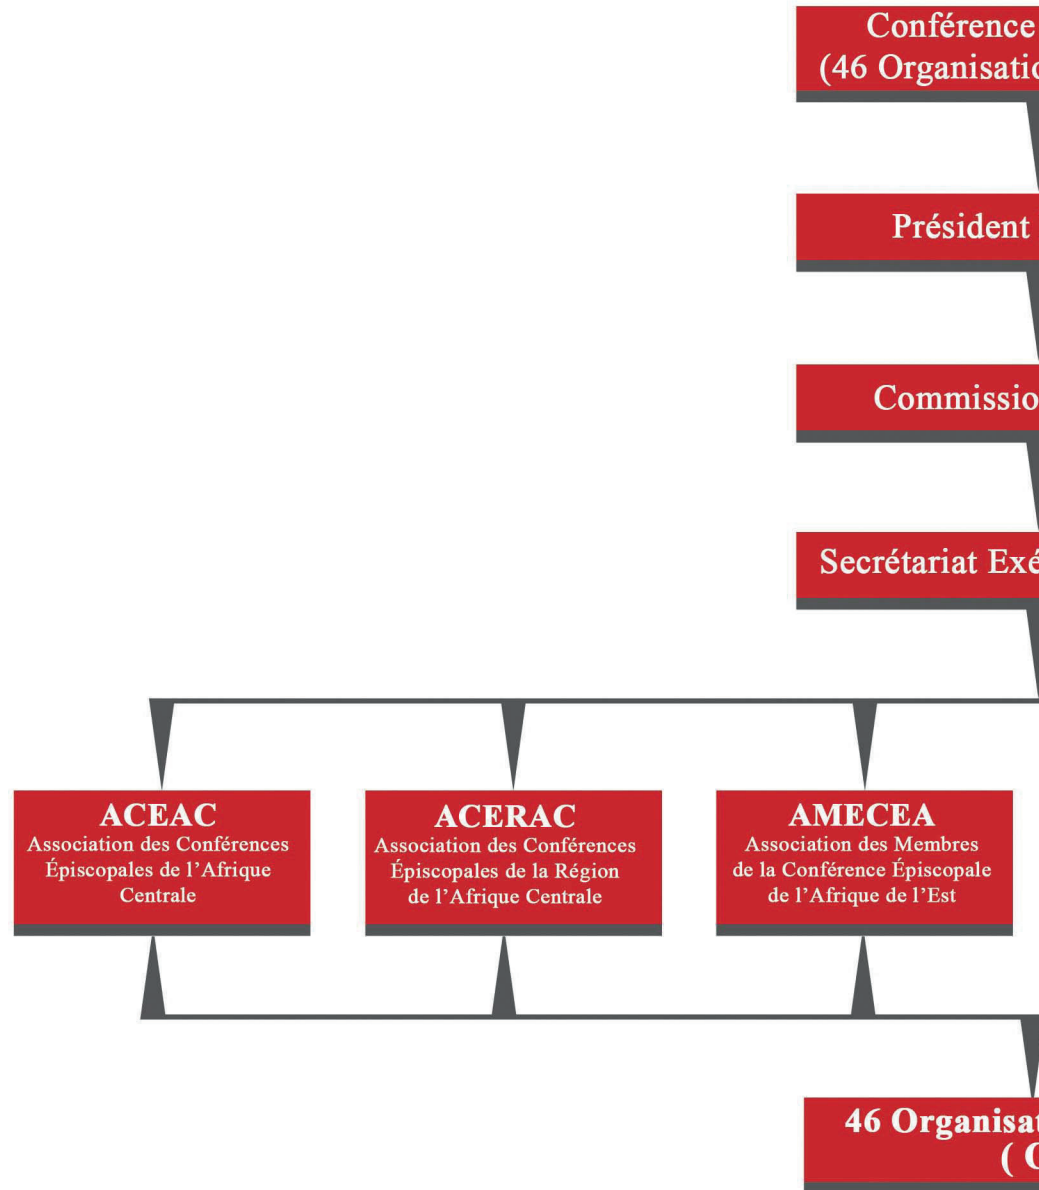 Conférence
(46 Organisatio
Président
Commissio
Secrétariat Exé
ACEAC
Association des Conférences
Épiscopales de l'Afrique
Centrale
ACERAC
Association des Conférences
Épiscopales de la Région
de l'Afrique Centrale
AMECEA
Association des Membres
de la Conférence Épiscopale
de l'Afrique de l'Est
46 Organisat
( C